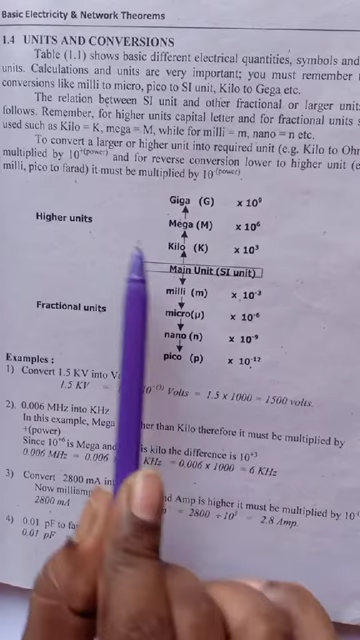 Basic Electricity & Network Theorems
1.4 UNITS AND CONVERSIONS
Table (1.1) shows basic different electrical quantities, symbols and
units. Calculations and units are very important; you must remember
conversions like milli to micro, pico to SI unit, Kilo to Gega etc.
The relation between SI unit and other fractional or larger unit
follows. Remember, for higher units capital letter and for fractional units s
used such as Kilo = K, mega = M, while for milli = m, nano = n etc.
To convert a larger or higher unit into required unit (e.g. Kilo to Ohm
multiplied by 10⁺⁽ᵖᵒʷᵉʳ⁾ and for reverse conversion lower to higher unit (e
milli, pico to farad) it must be multiplied by 10⁻⁽ᵖᵒʷᵉʳ⁾.
Giga (G) x 10⁹
Higher units Mega (M) x 10⁶
Kilo (K) x 10³
Main Unit (SI unit)
milli (m) x 10⁻³
Fractional units micro(μ) x 10⁻⁶
nano (n) x 10⁻⁹
pico (p) x 10⁻¹²
Examples :
1) Convert 1.5 KV into V
1.5 KV = Volts = 1.5 x 1000 = 1500 volts.
2). 0.006 MHz into KHz
In this example, Mega her than Kilo therefore it must be multiplied by
+(power)
Since 10⁺⁶ is Mega and is kilo the difference is 10⁺³
0.006 MHz = 0.006 KHz = 0.006 x 1000 = 6 KHz
3) Convert 2800 mA in
Now milliamp nd Amp is higher it must be multiplied by 10
2800 mA = 2800 ÷10³ = 2.8 Amp.
4) 0.01 pF to fa
0.01 pF